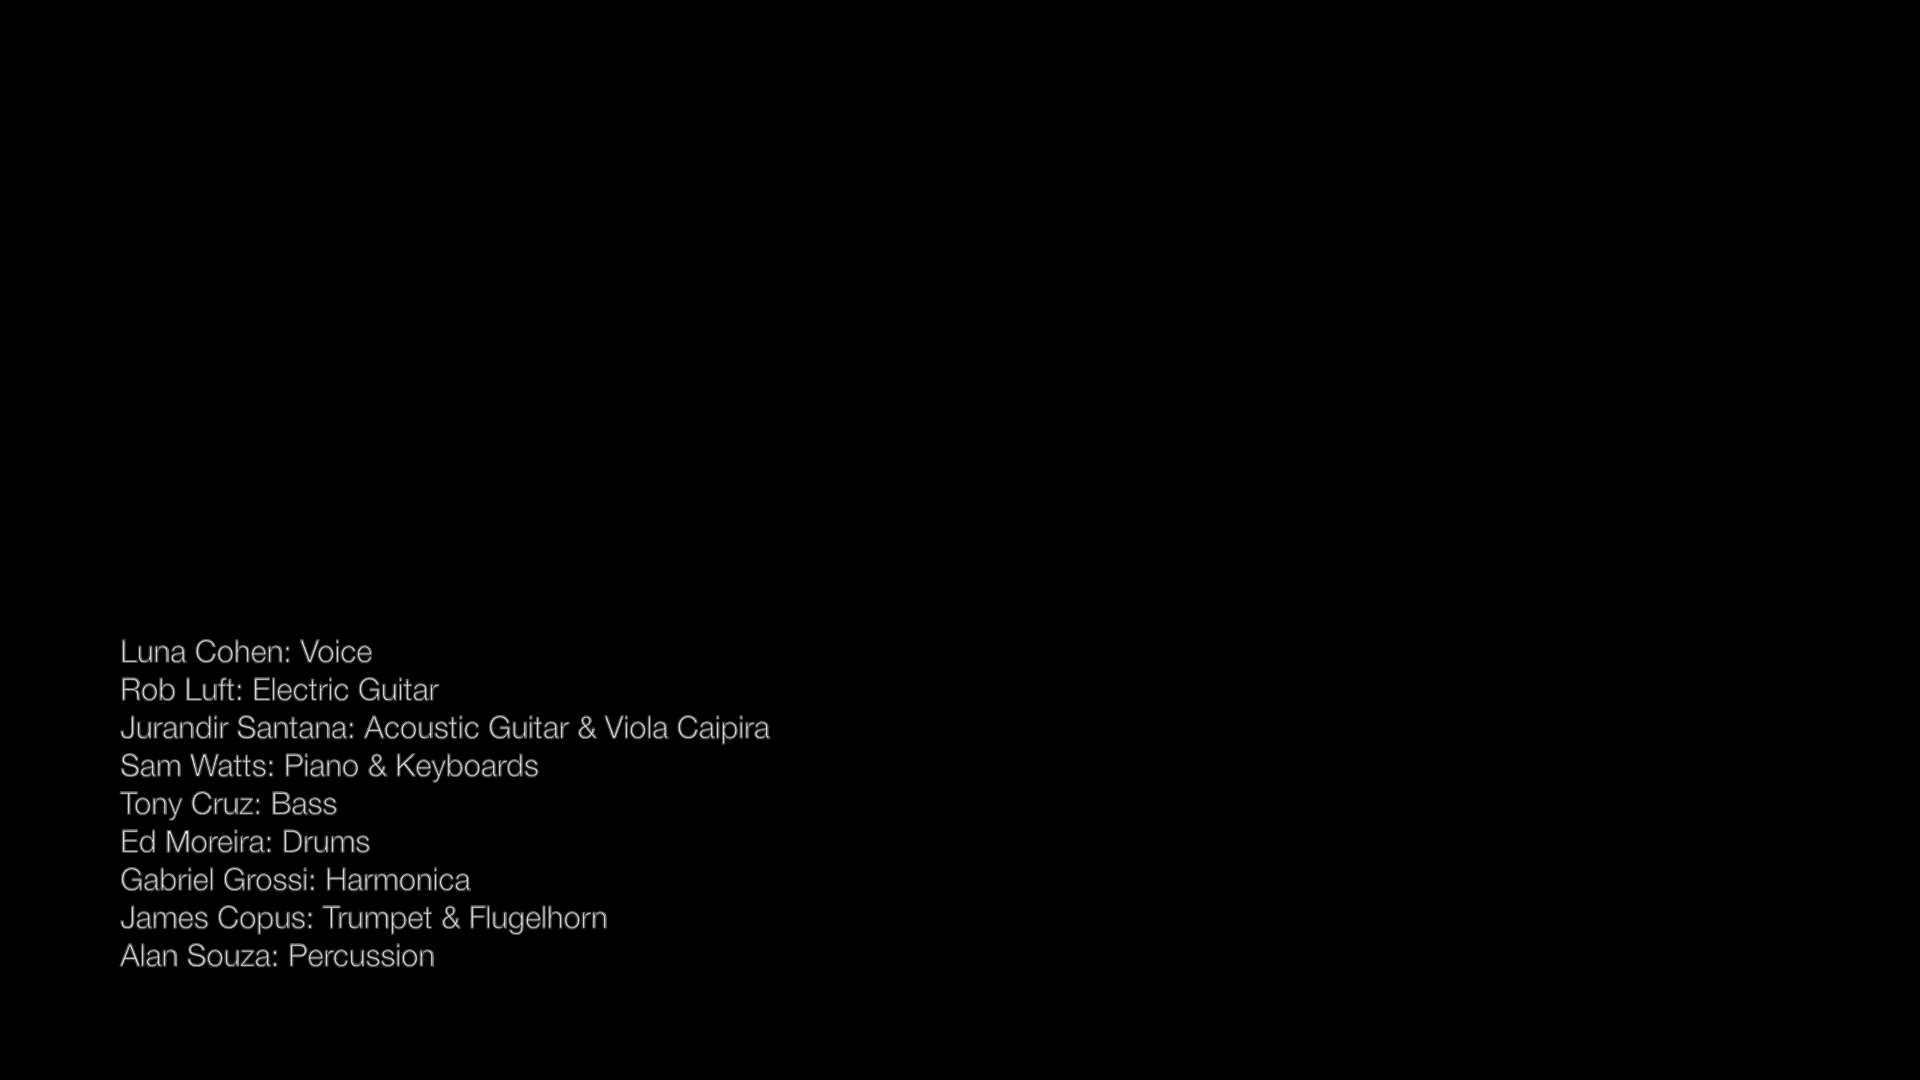 Luna Cohen: Voice
Rob Luft: Electric Guitar
Jurandir Santana: Acoustic Guitar & Viola Caipira
Sam Watts: Piano & Keyboards
Tony Cruz: Bass
Ed Moreira: Drums
Gabriel Grossi: Harmonica
James Copus: Trumpet & Flugelhorn
Alan Souza: Percussion